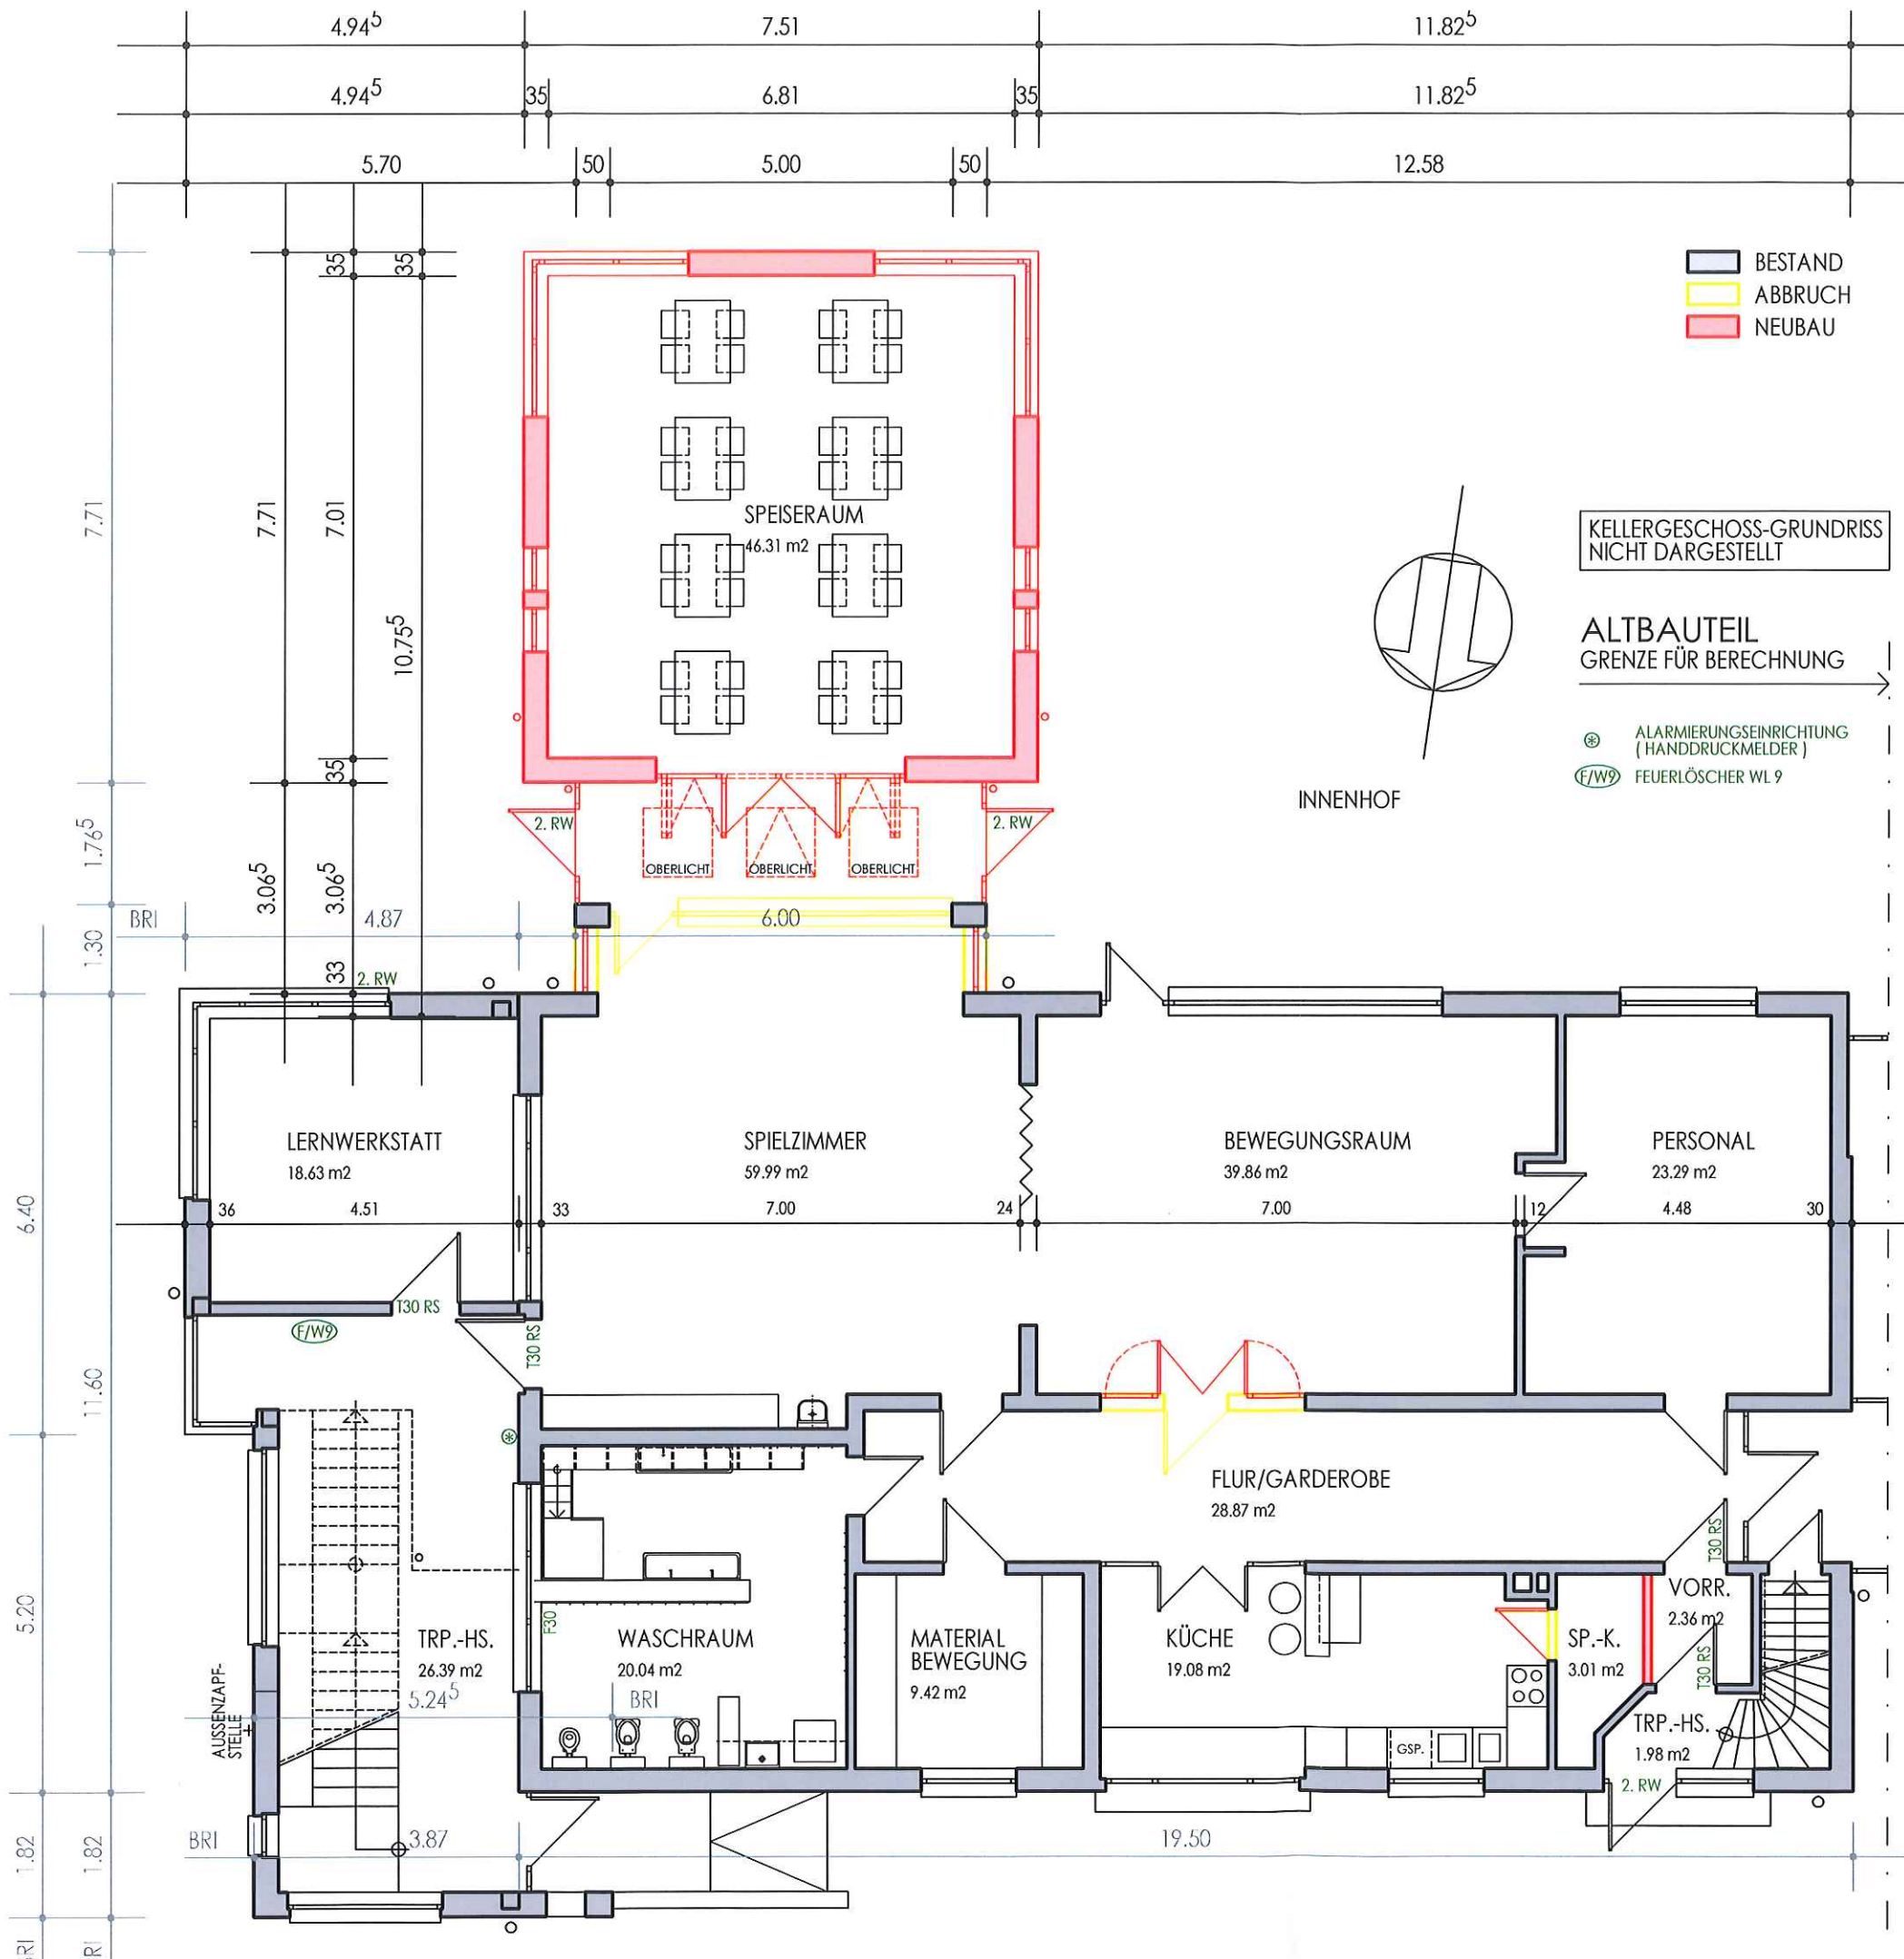 4.94⁵ 7.51 11.82⁵
4.94⁵ 35 6.81 35 11.82⁵
5.70 50 5.00 50 12.58
35 35
BESTAND
ABBRUCH
NEUBAU
7.71
7.71
7.01
10.75⁵
SPEISERAUM
46.31 m2
KELLERGESCHOSS-GRUNDRISS
NICHT DARGESTELLT
ALTBAUTEIL
GRENZE FÜR BERECHNUNG
ALARMIERUNGSEINRICHTUNG
( HANDDRUCKMELDER )
F/W9 FEUERLÖSCHER WL 9
INNENHOF
35
1.76⁵
3.06⁵
3.06⁵
2. RW 2. RW
OBERLICHT OBERLICHT OBERLICHT
BRI 4.87 6.00
1.30
33
2. RW
LERNWERKSTATT
18.63 m2
SPIELZIMMER
59.99 m2
BEWEGUNGSRAUM
39.86 m2
PERSONAL
23.29 m2
36 4.51 33 7.00 24 7.00 12 4.48 30
6.40
11.60
T30 RS
F/W9
T30 RS
FLUR/GARDEROBE
28.87 m2
T30 RS
5.20
F30
TRP.-HS.
26.39 m2
5.24⁵
WASCHRAUM
20.04 m2
BRI
MATERIAL
BEWEGUNG
9.42 m2
KÜCHE
19.08 m2
GSP.
SP.-K.
3.01 m2
VORR.
2.36 m2
T30 RS
TRP.-HS.
1.98 m2
2. RW
AUSSENZAPF-
STELLE
BRI 3.87 19.50
1.82
1.82
BRI
BRI